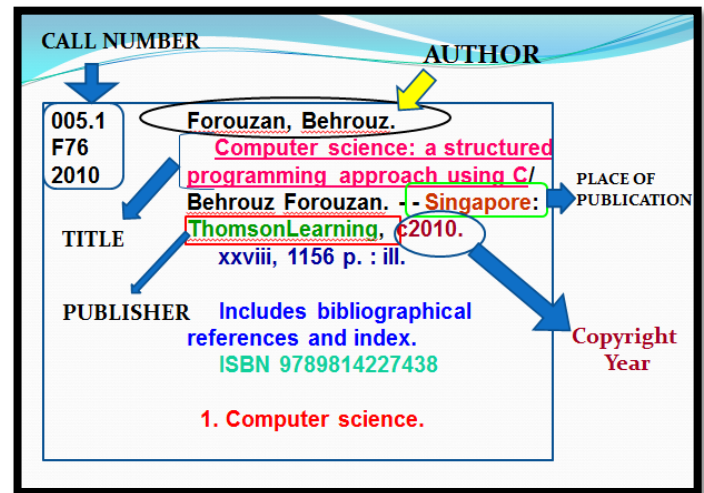 CALL NUMBER
AUTHOR
005.1
F76
2010
Forouzan, Behrouz.
Computer science: a structured
programming approach using C/
Behrouz Forouzan. - - Singapore:
ThomsonLearning, c2010.
xxviii, 1156 p. : ill.
PLACE OF
PUBLICATION
TITLE
PUBLISHER
Includes bibliographical
references and index.
ISBN 9789814227438
Copyright
Year
1. Computer science.